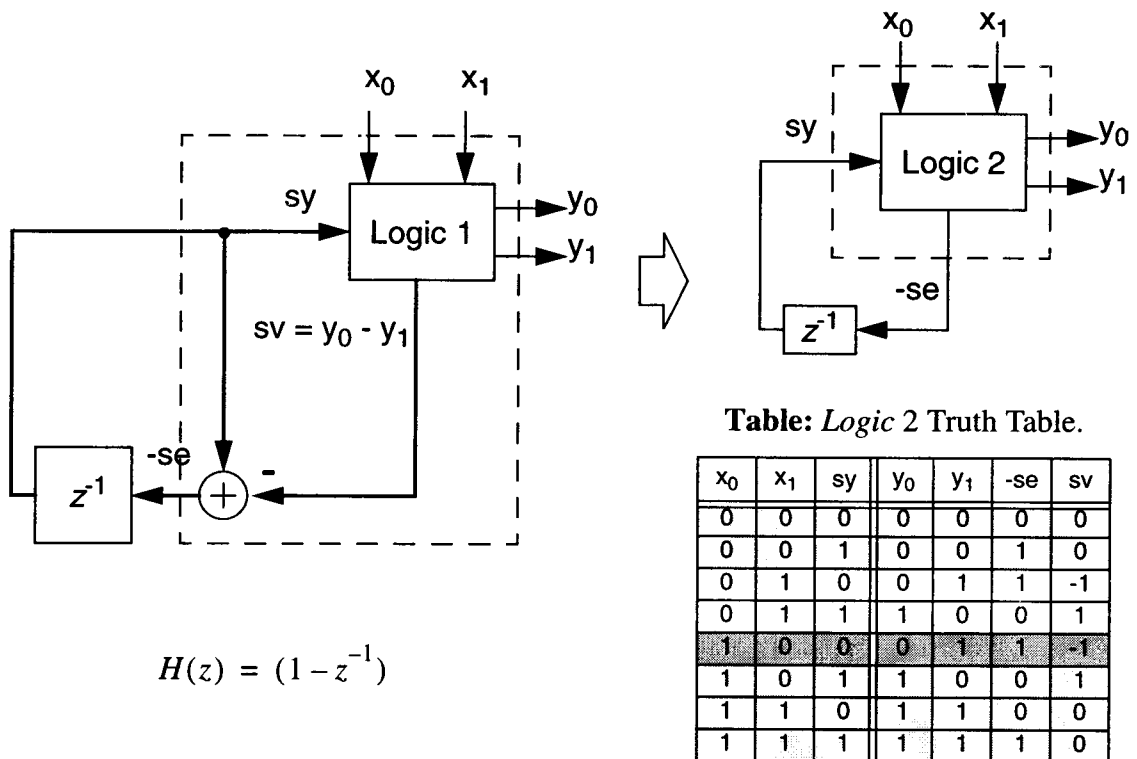 x0 x1
sy
Logic 1
y0
y1
sv = y0 - y1
-se
-
+
z^-1
H(z) = (1 - z^-1)
x0 x1
sy
Logic 2
y0
y1
-se
z^-1
Table: Logic 2 Truth Table.
x0 x1 sy y0 y1 -se sv
0 0 0 0 0 0 0
0 0 1 0 0 1 0
0 1 0 0 1 1 -1
0 1 1 1 0 0 1
1 0 0 0 1 1 -1
1 0 1 1 0 0 1
1 1 0 1 1 0 0
1 1 1 1 1 1 0